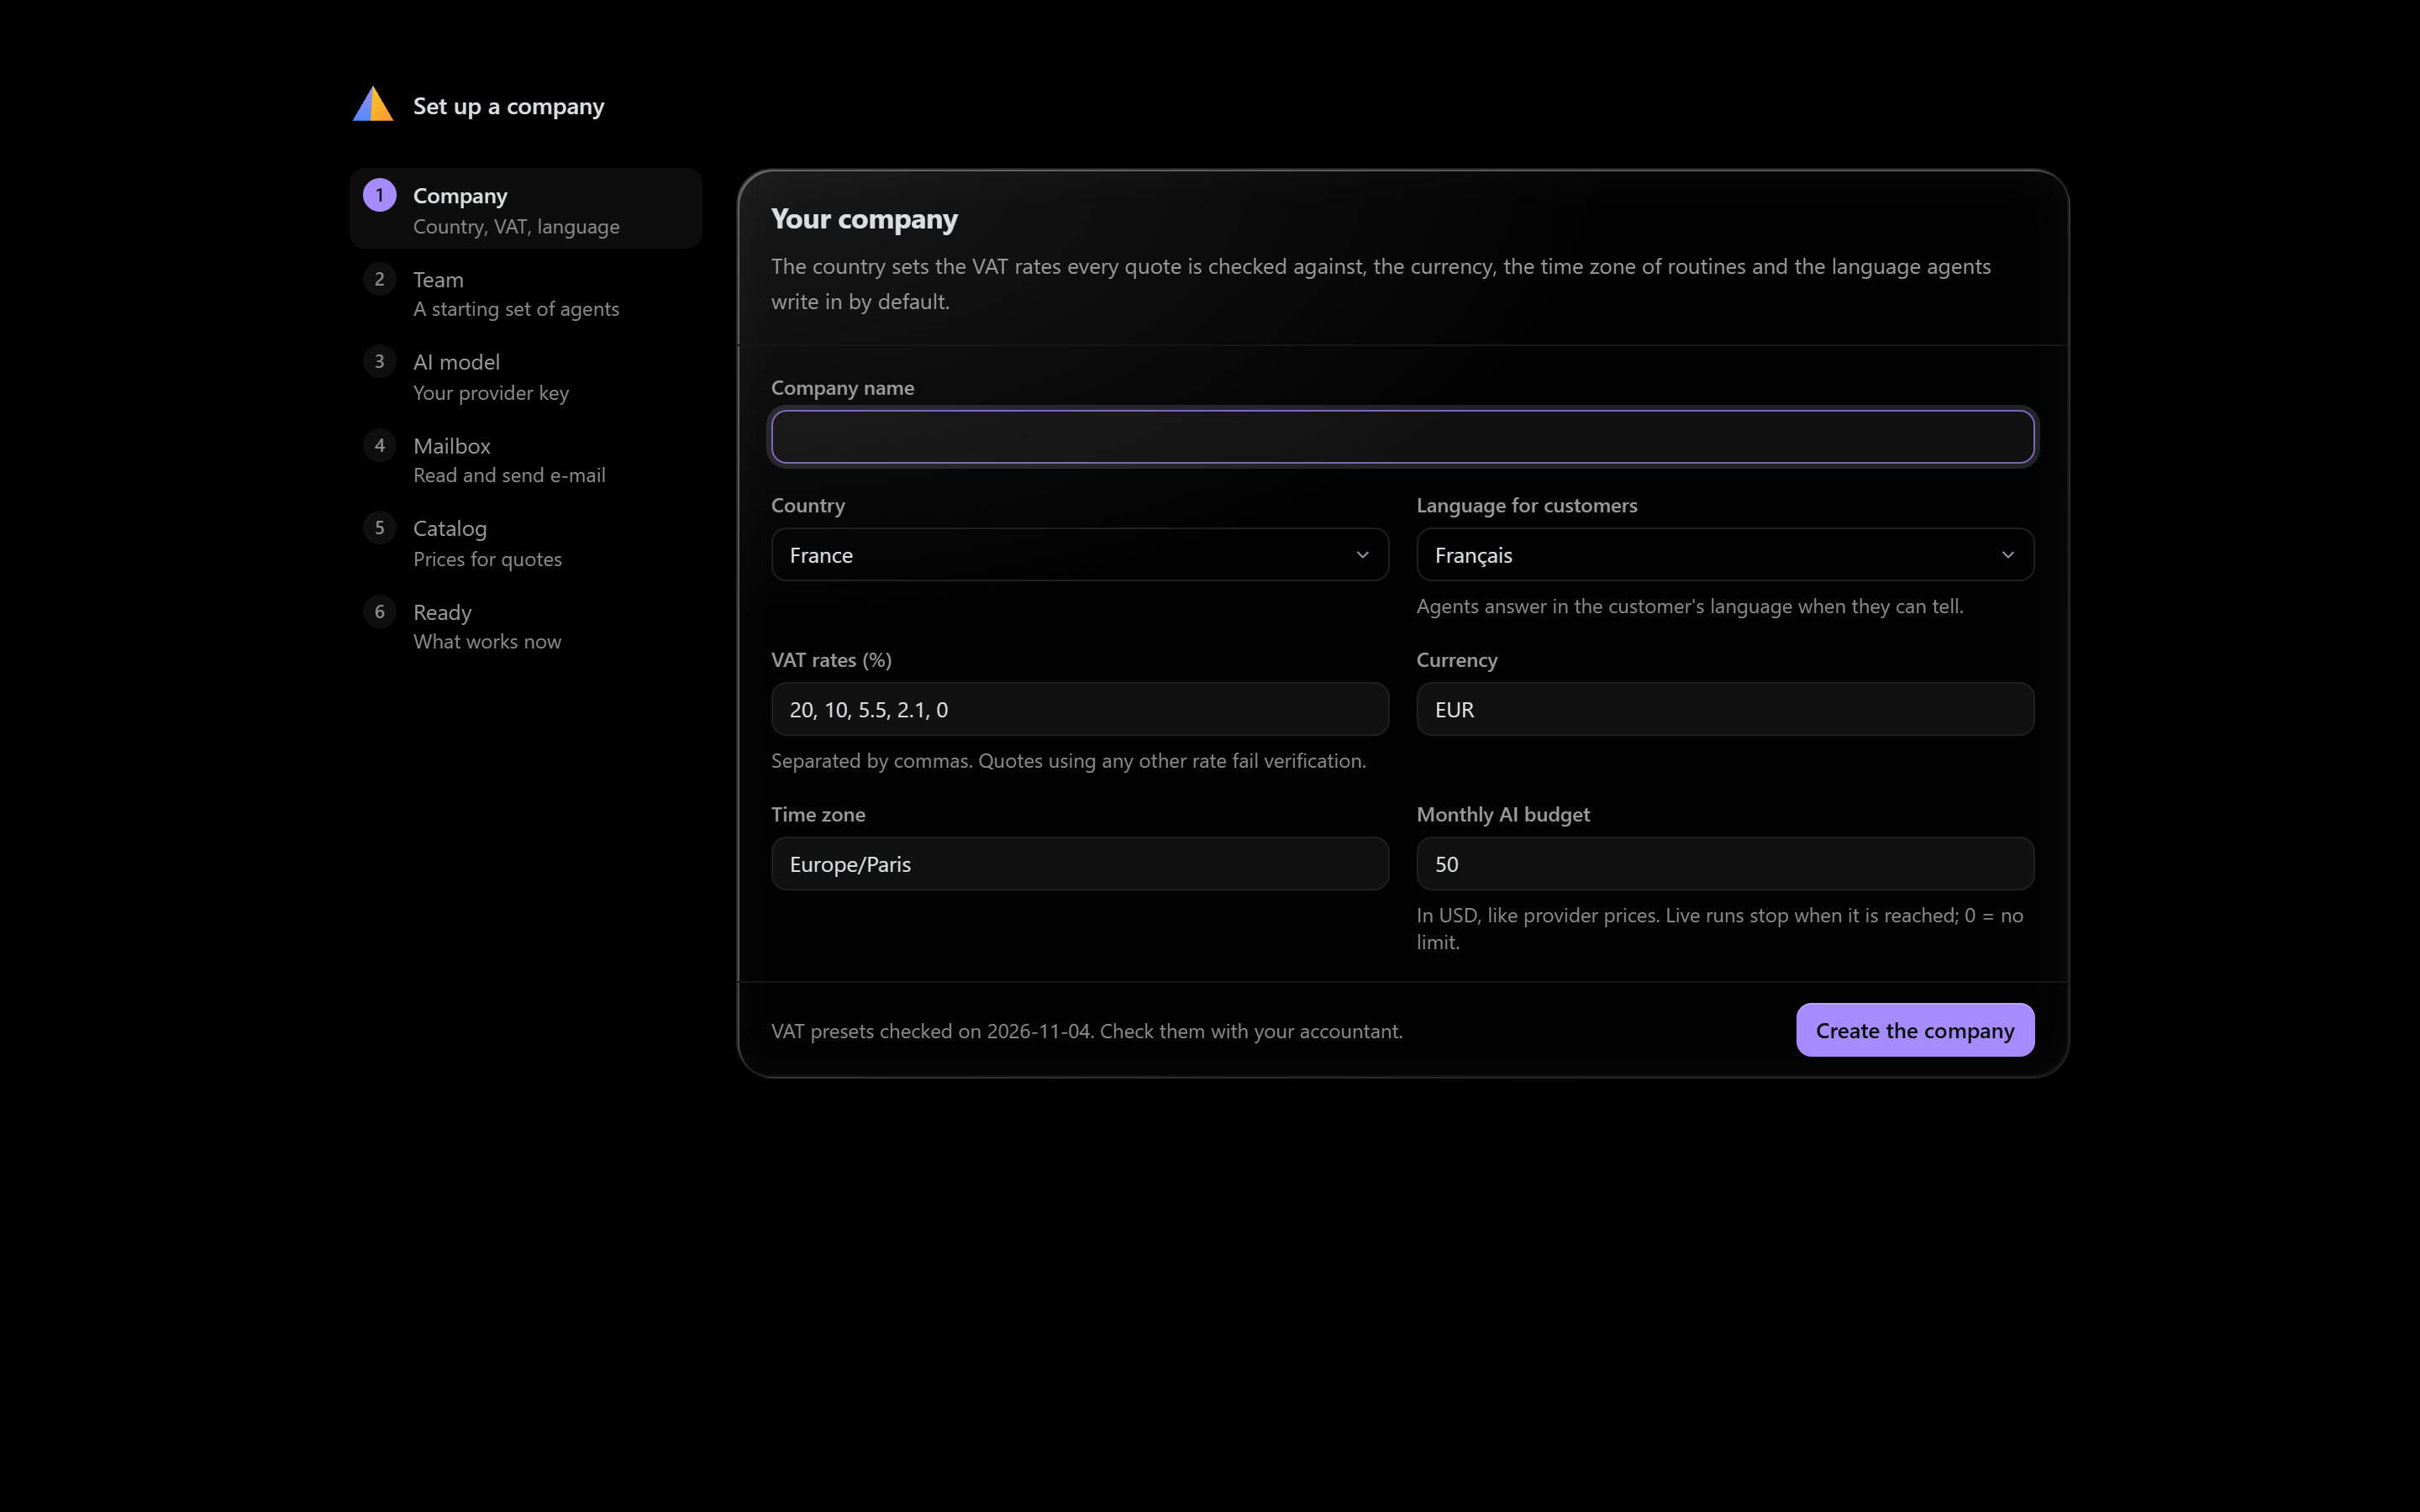 Set up a company
1
Company
Country, VAT, language
2
Team
A starting set of agents
3
AI model
Your provider key
4
Mailbox
Read and send e-mail
5
Catalog
Prices for quotes
6
Ready
What works now
Your company
The country sets the VAT rates every quote is checked against, the currency, the time zone of routines and the language agents
write in by default.
Company name
Country
France
Language for customers
Français
Agents answer in the customer's language when they can tell.
VAT rates (%)
20, 10, 5.5, 2.1, 0
Separated by commas. Quotes using any other rate fail verification.
Currency
EUR
Time zone
Europe/Paris
Monthly AI budget
50
In USD, like provider prices. Live runs stop when it is reached; 0 = no
limit.
VAT presets checked on 2026-11-04. Check them with your accountant.
Create the company